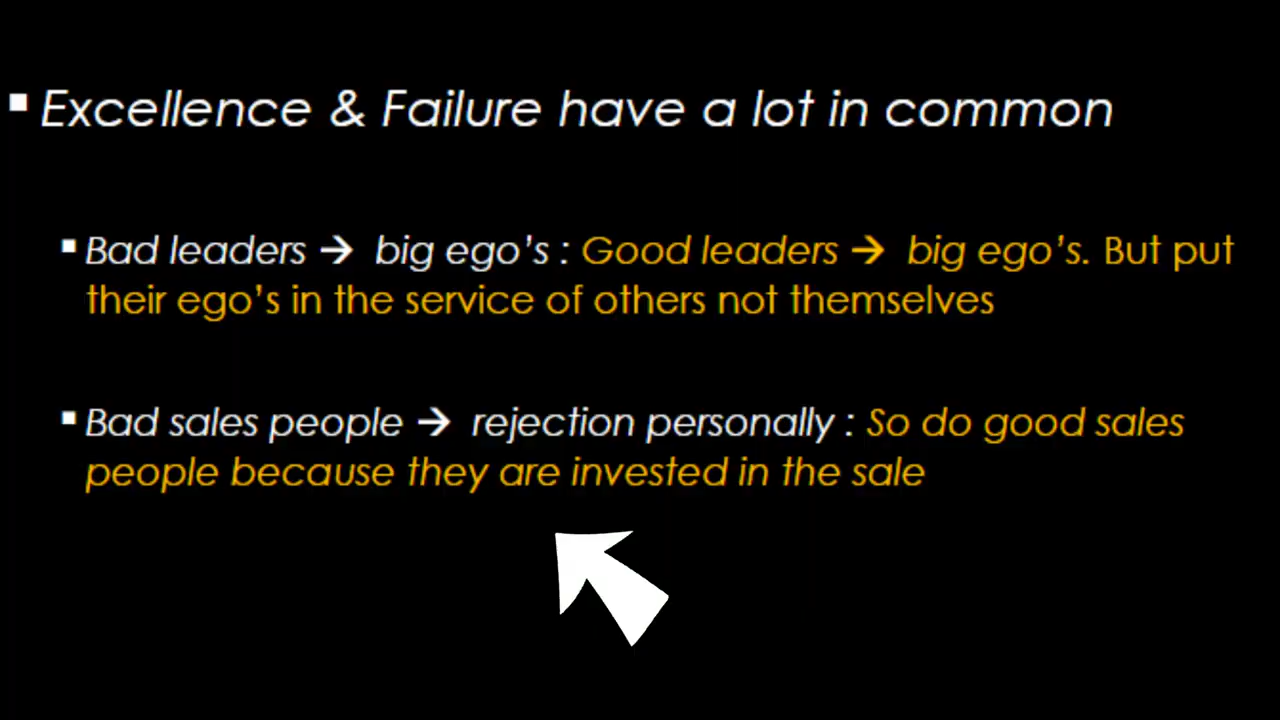 ▪ Excellence & Failure have a lot in common
▪ Bad leaders → big ego's : Good leaders → big ego's. But put
their ego's in the service of others not themselves
▪ Bad sales people → rejection personally : So do good sales
people because they are invested in the sale